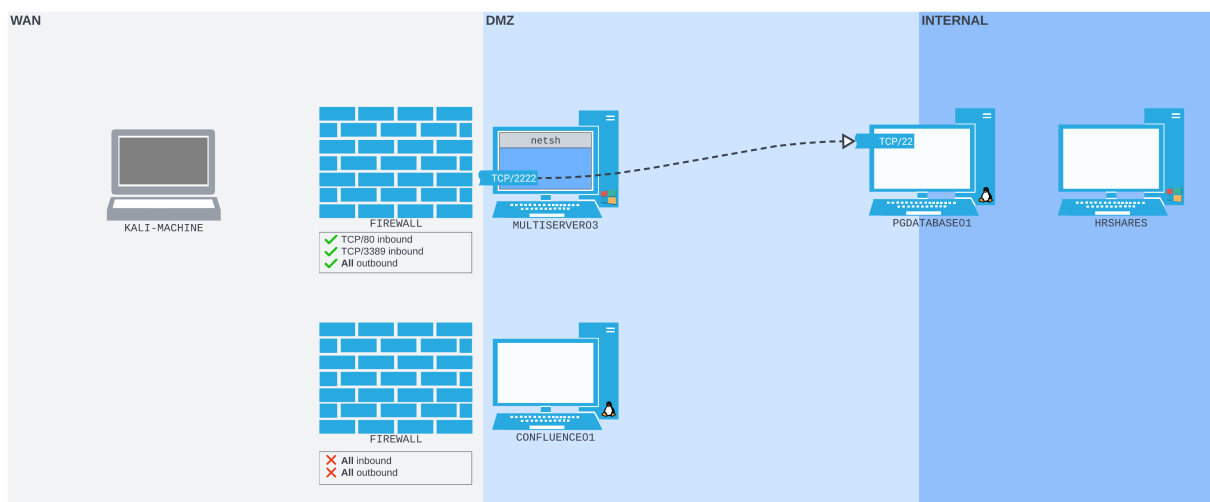 WAN
DMZ
INTERNAL
netsh
TCP/2222
TCP/22
KALI-MACHINE
FIREWALL
MULTISERVER03
PGDATABASE01
HRSHARES
TCP/80 inbound
TCP/3389 inbound
All outbound
FIREWALL
CONFLUENCE01
All inbound
All outbound